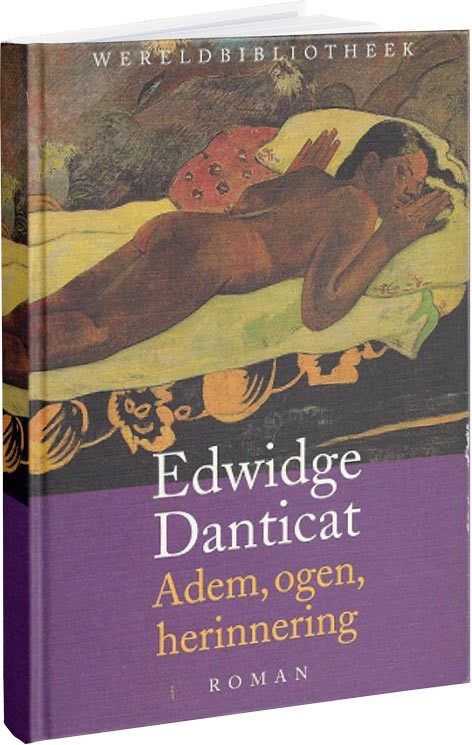 WERELDBIBLIOTHEEK
Edwidge
Danticat
Adem, ogen,
herinnering
ROMAN